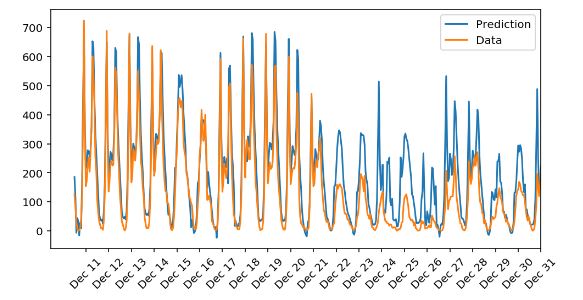 Prediction
Data
700
600
500
400
300
200
100
0
Dec 11
Dec 12
Dec 13
Dec 14
Dec 15
Dec 16
Dec 17
Dec 18
Dec 19
Dec 20
Dec 21
Dec 22
Dec 23
Dec 24
Dec 25
Dec 26
Dec 27
Dec 28
Dec 29
Dec 30
Dec 31